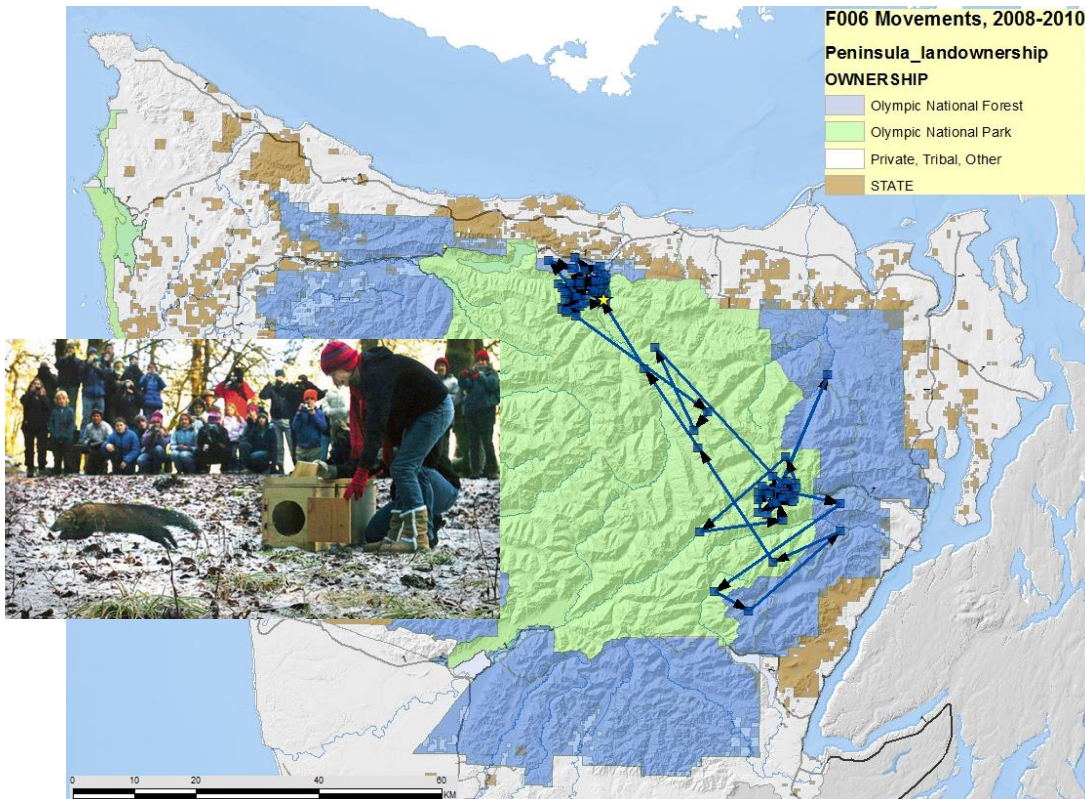 F006 Movements, 2008-2010
Peninsula_landownership
OWNERSHIP
Olympic National Forest
Olympic National Park
Private, Tribal, Other
STATE
0 10 20 40 60
KM